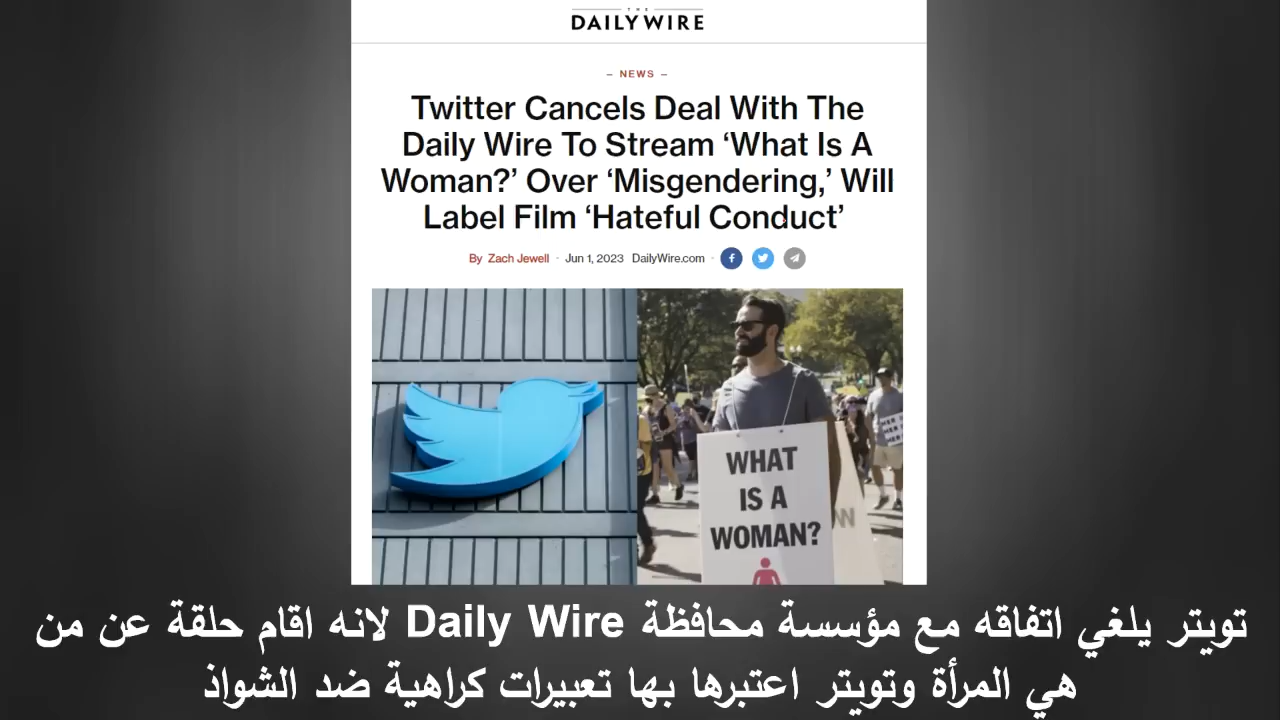 THE
DAILYWIRE
– NEWS –
Twitter Cancels Deal With The
Daily Wire To Stream ‘What Is A
Woman?’ Over ‘Misgendering,’ Will
Label Film ‘Hateful Conduct’
By Zach Jewell · Jun 1, 2023 DailyWire.com ·
WHAT
IS A
WOMAN?
تويتر يلغي اتفاقه مع مؤسسة محافظة Daily Wire لانه اقام حلقة عن من
هي المرأة وتويتر اعتبرها بها تعبيرات كراهية ضد الشواذ